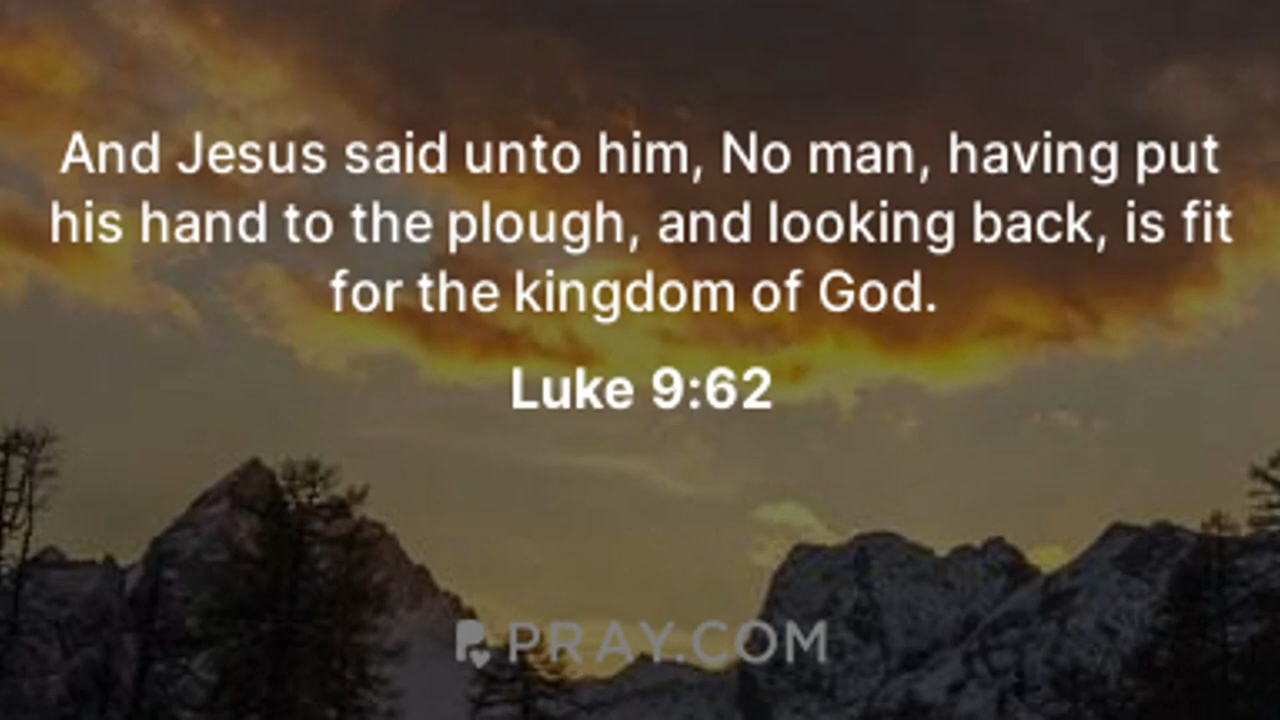 And Jesus said unto him, No man, having put
his hand to the plough, and looking back, is fit
for the kingdom of God.
Luke 9:62
PRAY.COM